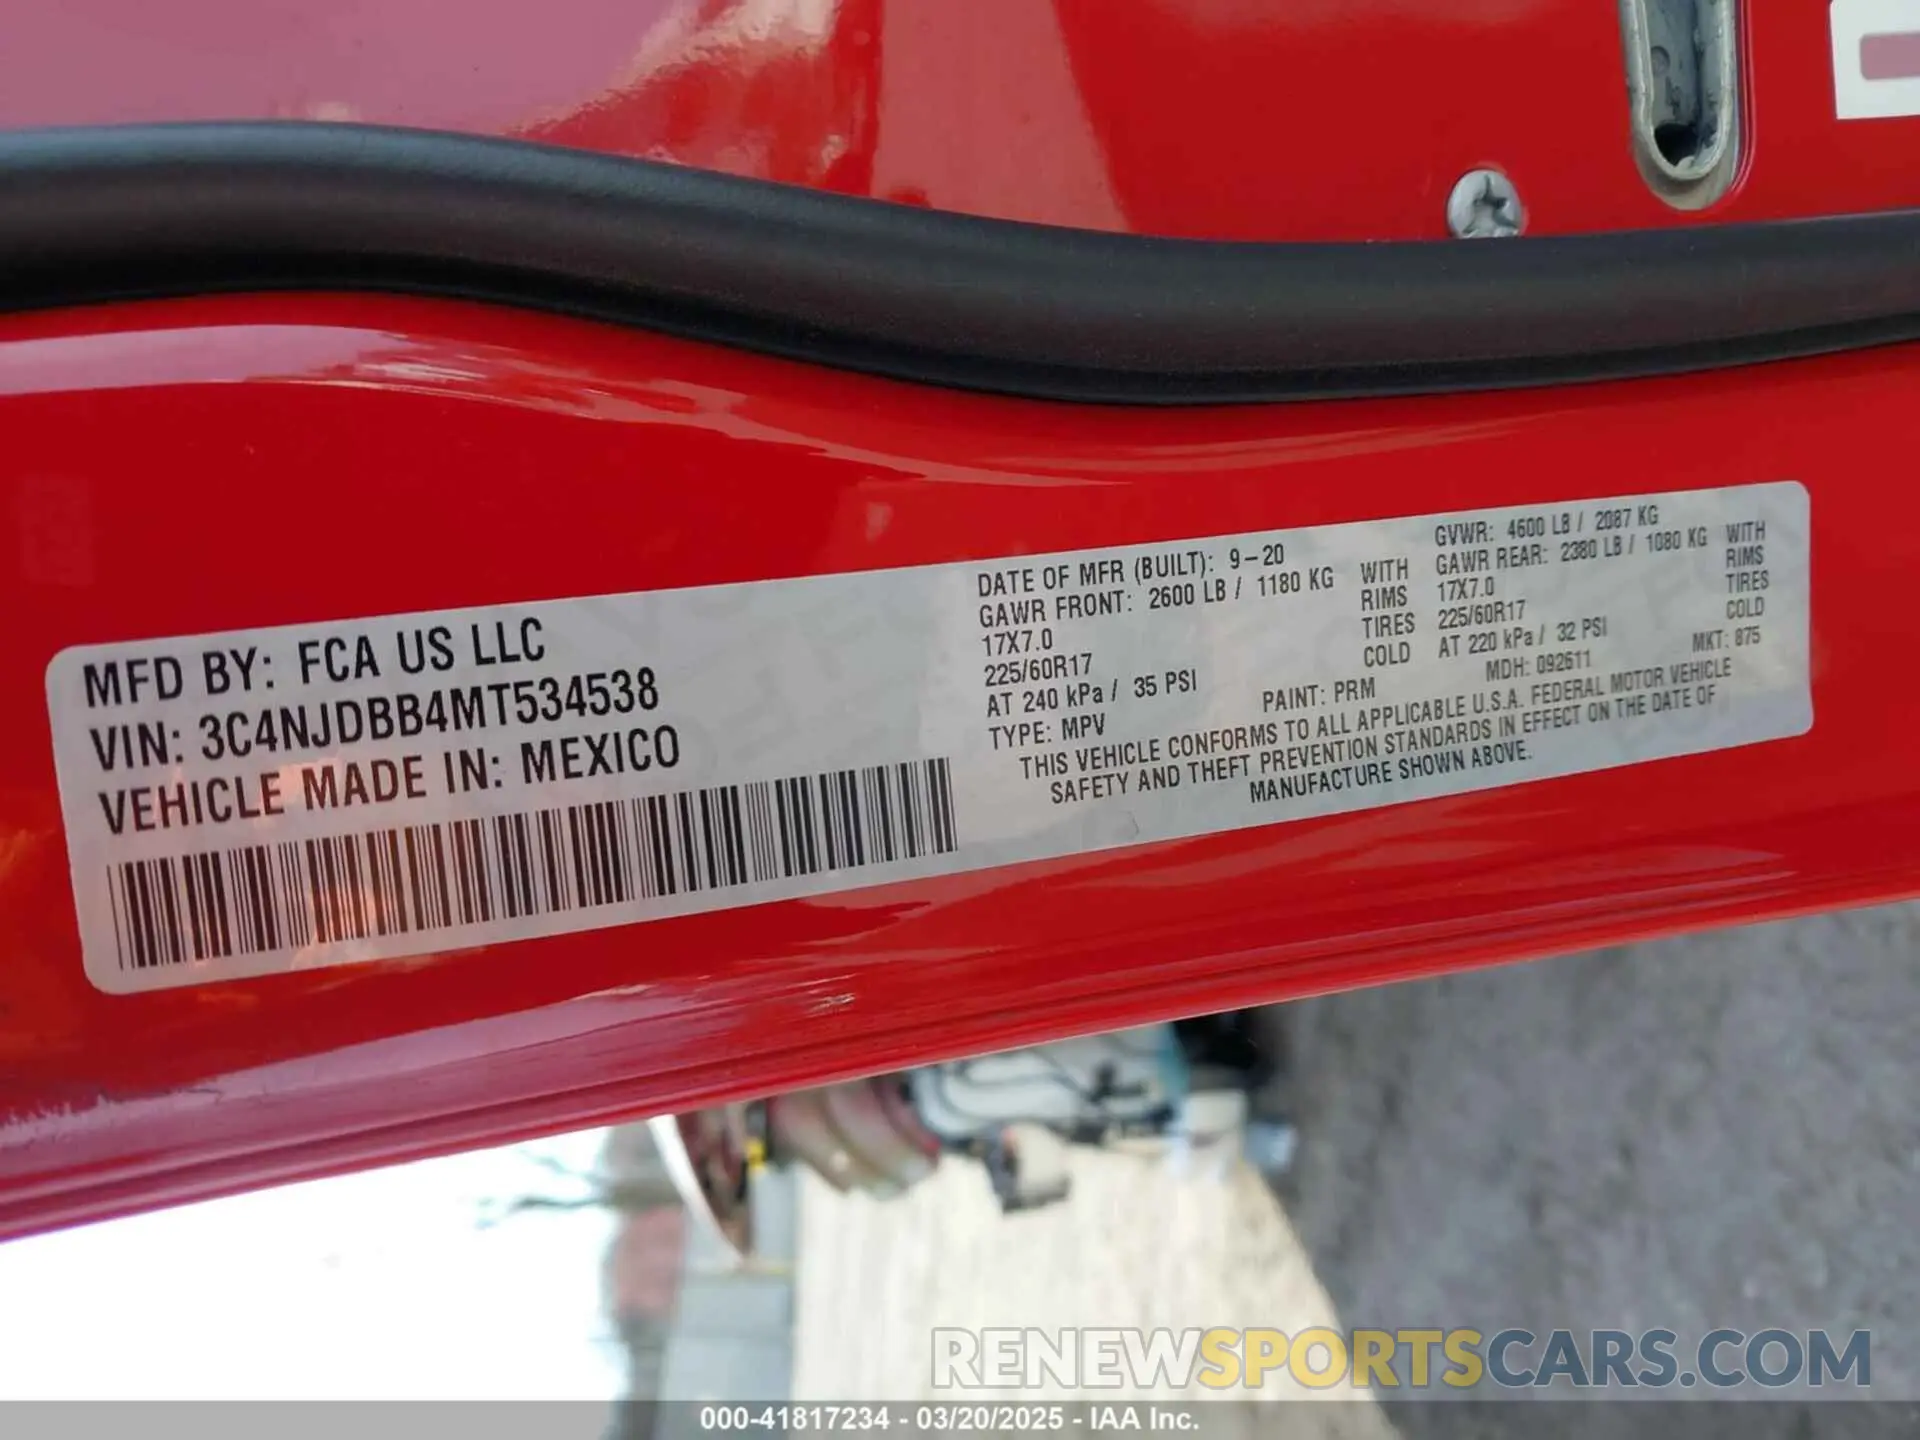 MFD BY: FCA US LLC
VIN: 3C4NJDBB4MT534538
VEHICLE MADE IN: MEXICO
DATE OF MFR (BUILT): 9-20
GAWR FRONT: 2600 LB / 1180 KG WITH
17X7.0 RIMS
225/60R17 TIRES
AT 240 kPa / 35 PSI COLD
TYPE: MPV
GVWR: 4600 LB / 2087 KG
GAWR REAR: 2380 LB / 1080 KG WITH
17X7.0 RIMS
225/60R17 TIRES
AT 220 kPa / 32 PSI COLD
PAINT: PRM MDH: 092611 MKT: 875
THIS VEHICLE CONFORMS TO ALL APPLICABLE U.S.A. FEDERAL MOTOR VEHICLE
SAFETY AND THEFT PREVENTION STANDARDS IN EFFECT ON THE DATE OF
MANUFACTURE SHOWN ABOVE.
RENEWSPORTSCARS.COM
000-41817234 - 03/20/2025 - IAA Inc.